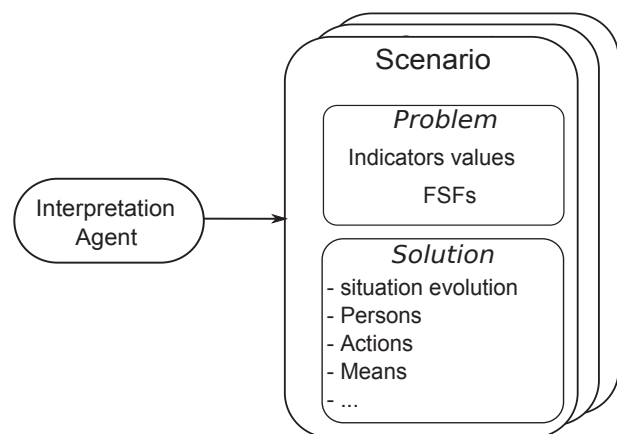 Scenario
Problem
Indicators values
FSFs
Interpretation
Agent
Solution
- situation evolution
- Persons
- Actions
- Means
- ...